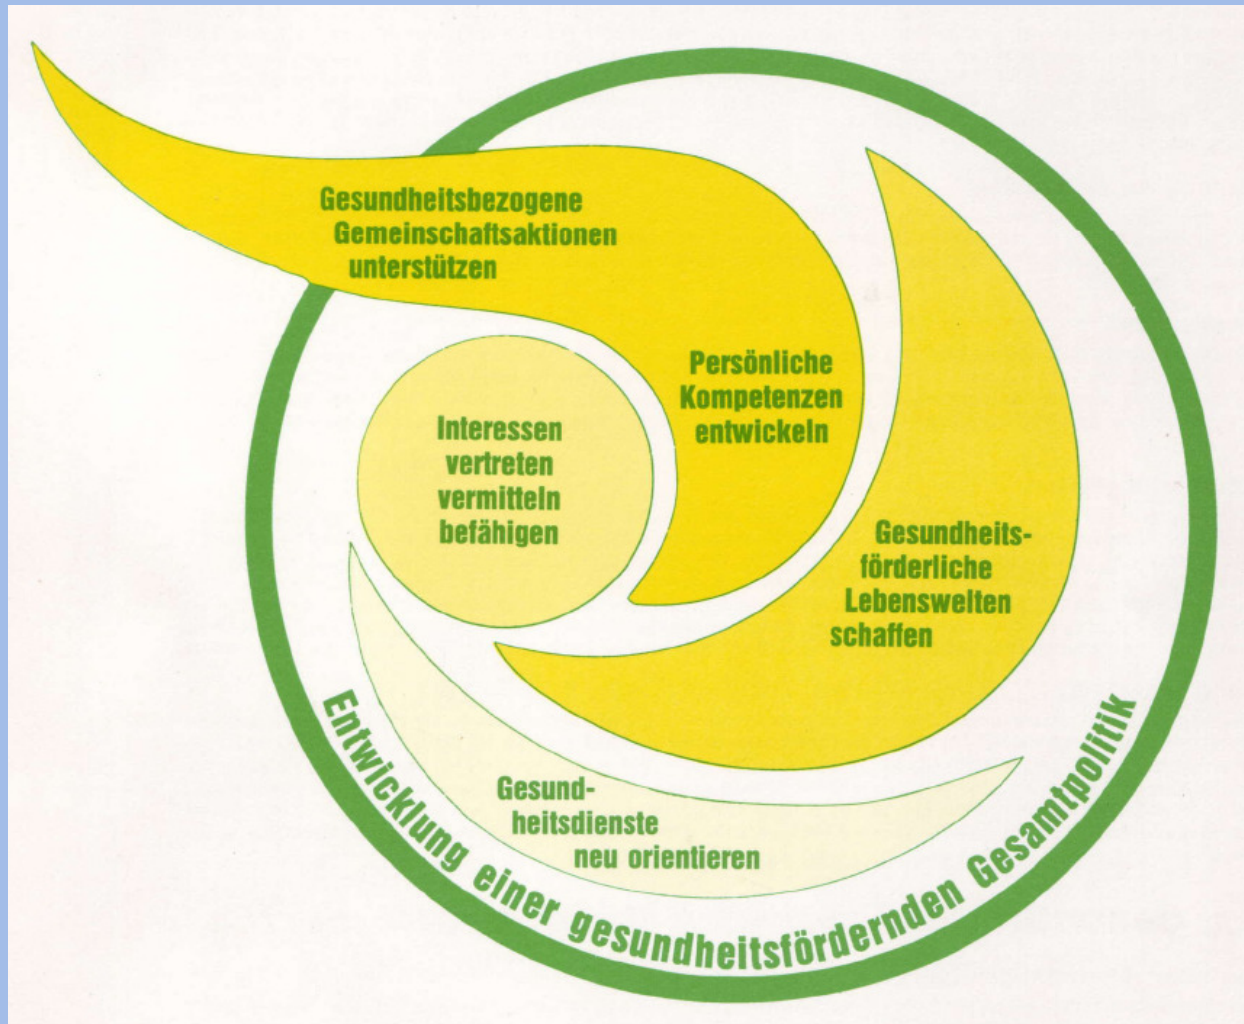 Gesundheitsbezogene
Gemeinschaftsaktionen
unterstützen
Persönliche
Kompetenzen
entwickeln
Interessen
vertreten
vermitteln
befähigen
Gesundheits-
förderliche
Lebenswelten
schaffen
Gesund-
heitsdienste
neu orientieren
Entwicklung einer gesundheitsfördernden Gesamtpolitik